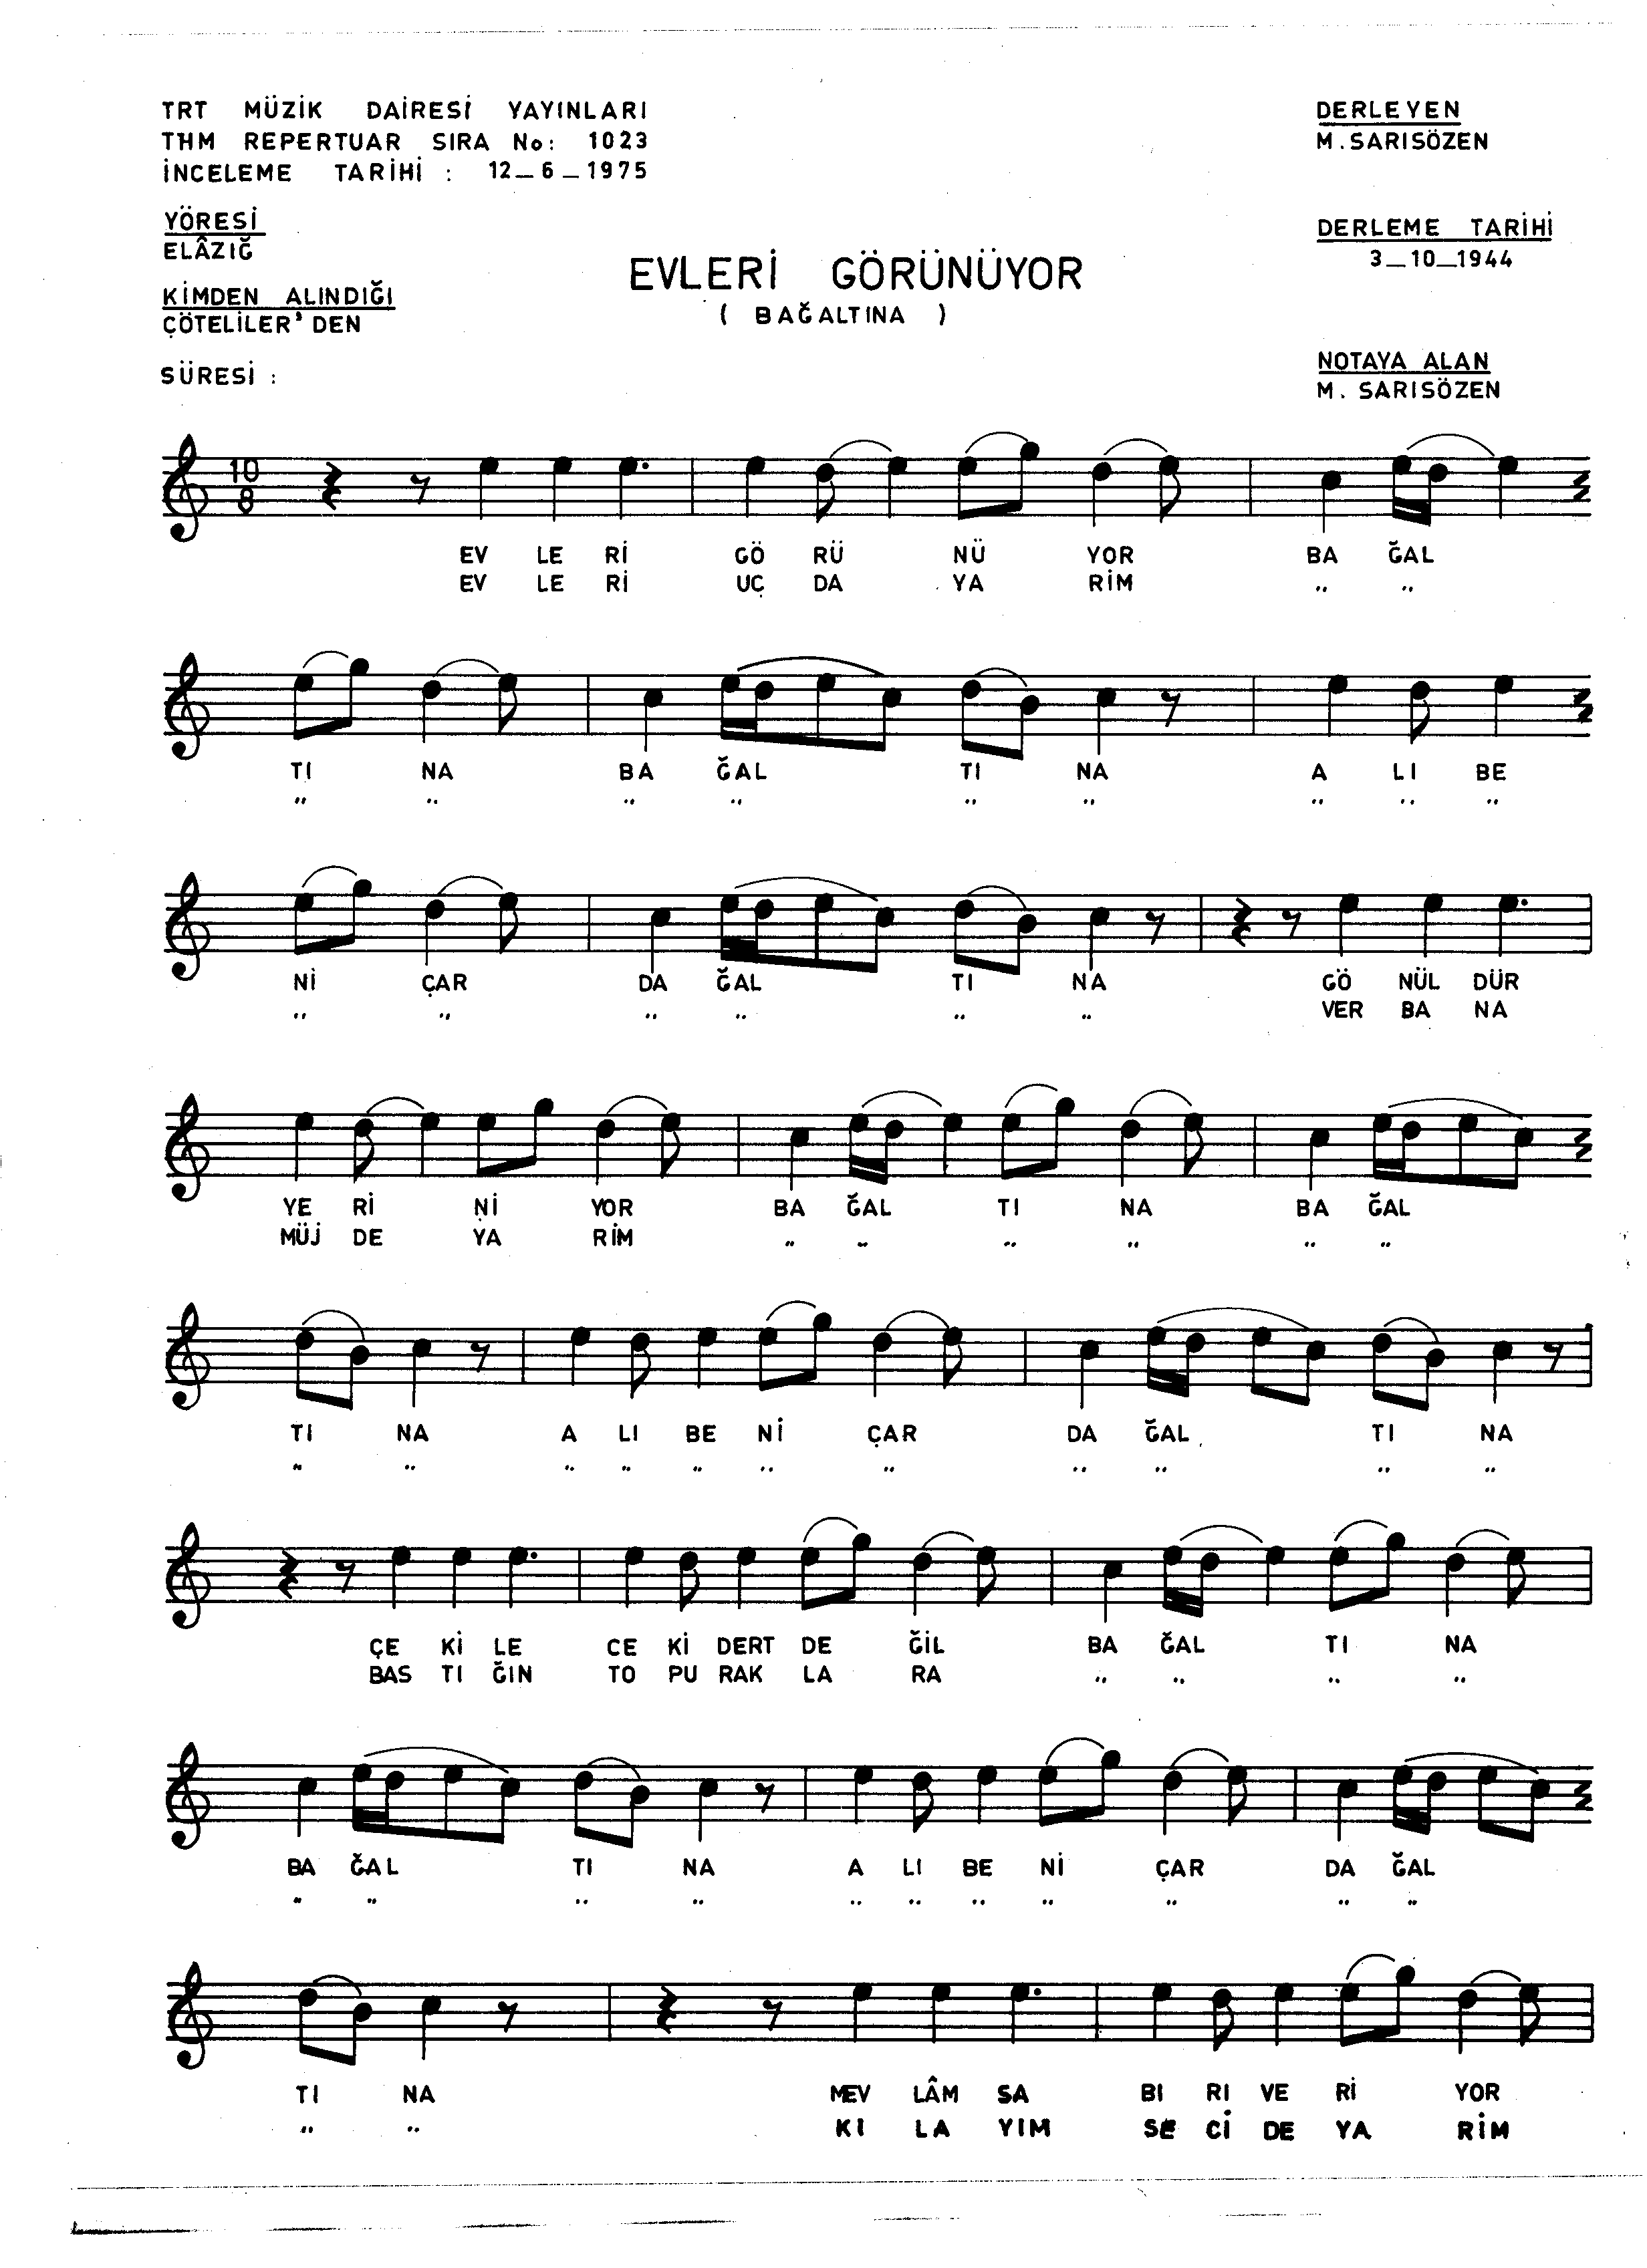 TRT MÜZİK DAİRESİ YAYINLARI
THM REPERTUAR SIRA No: 1023
İNCELEME TARİHİ : 12_6_1975
DERLEYEN
M.SARISÖZEN
YÖRESİ
ELÂZIĞ
DERLEME TARİHİ
3_10_1944
EVLERİ GÖRÜNÜYOR
( BAĞALTINA )
KİMDEN ALINDIĞI
ÇÖTELİLER'DEN
SÜRESİ :
NOTAYA ALAN
M. SARISÖZEN
10
8
EV LE Rİ GÖ RÜ NÜ YOR BA ĞAL
EV LE Rİ UÇ DA YA RİM ,, ,,
TI NA BA ĞAL TI NA A LI BE
,, ,, ,, ,, ,, ,, ,, ,, ,,
Nİ ÇAR DA ĞAL TI NA GÖ NÜL DÜR
,, ,, ,, ,, ,, ,, VER BA NA
YE Rİ Nİ YOR BA ĞAL TI NA BA ĞAL
MÜJ DE YA RİM ,, ,, ,, ,, ,, ,,
TI NA A LI BE Nİ ÇAR DA ĞAL TI NA
,, ,, ,, ,, ,, ,, ,, ,, ,, ,, ,,
ÇE Kİ LE CE Kİ DERT DE ĞİL BA ĞAL TI NA
BAS TI ĞIN TO PU RAK LA RA ,, ,, ,, ,,
BA ĞAL TI NA A LI BE Nİ ÇAR DA ĞAL
,, ,, ,, ,, ,, ,, ,, ,, ,, ,, ,,
TI NA MEV LÂM SA BI RI VE Rİ YOR
,, ,, KI LA YIM SE Cİ DE YA RİM